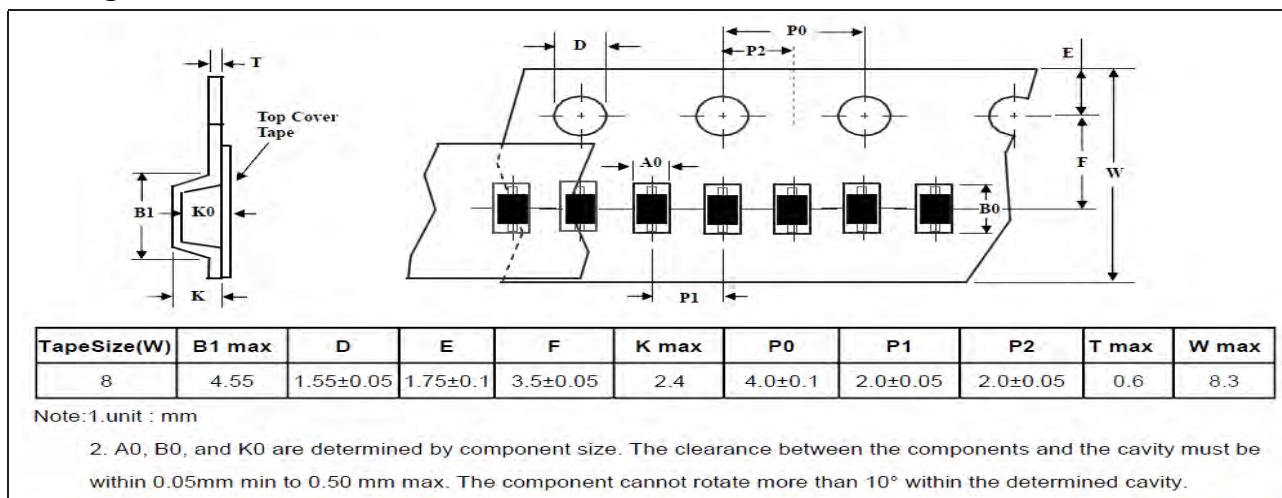 P0
D
P2
E
T
Top Cover
Tape
A0
F
W
B1
K0
B0
K
P1
TapeSize(W) B1 max D E F K max P0 P1 P2 T max W max
8 4.55 1.55±0.05 1.75±0.1 3.5±0.05 2.4 4.0±0.1 2.0±0.05 2.0±0.05 0.6 8.3
Note:1.unit : mm
2. A0, B0, and K0 are determined by component size. The clearance between the components and the cavity must be
within 0.05mm min to 0.50 mm max. The component cannot rotate more than 10° within the determined cavity.